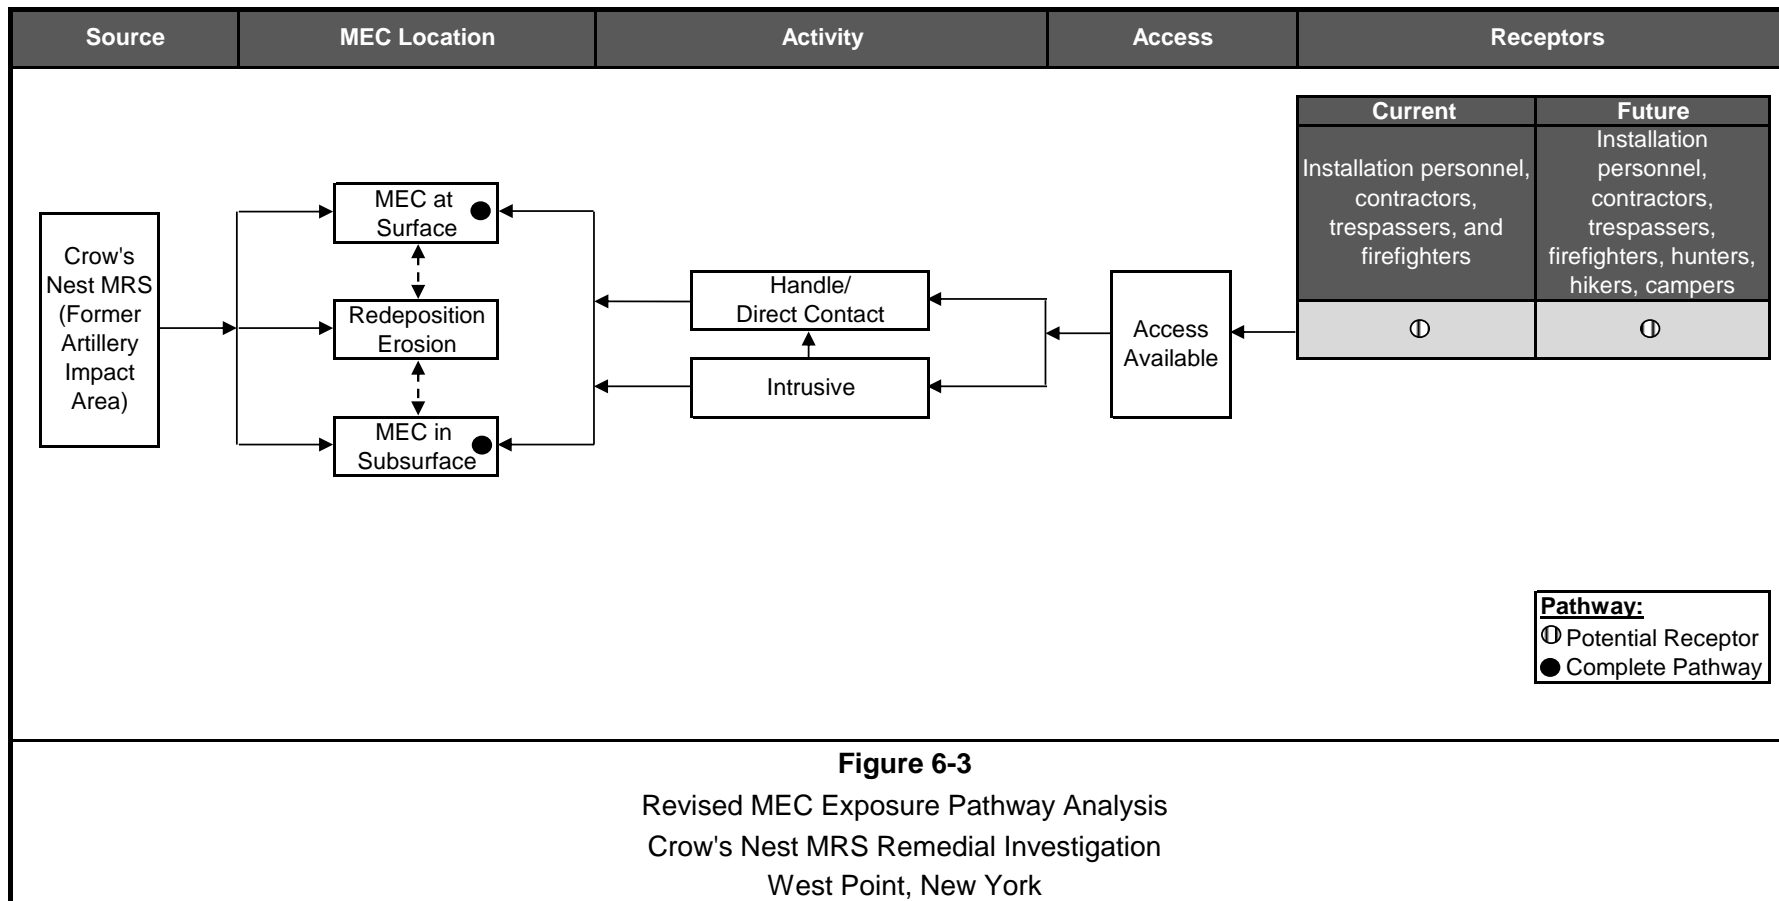 Source
MEC Location
Activity
Access
Receptors
Current
Future
Installation personnel,
contractors,
trespassers, and
firefighters
Installation
personnel,
contractors,
trespassers,
firefighters, hunters,
hikers, campers
Crow's
Nest MRS
(Former
Artillery
Impact
Area)
MEC at
Surface
Redeposition
Erosion
MEC in
Subsurface
Handle/
Direct Contact
Intrusive
Access
Available
Pathway:
Potential Receptor
Complete Pathway
Figure 6-3
Revised MEC Exposure Pathway Analysis
Crow's Nest MRS Remedial Investigation
West Point, New York